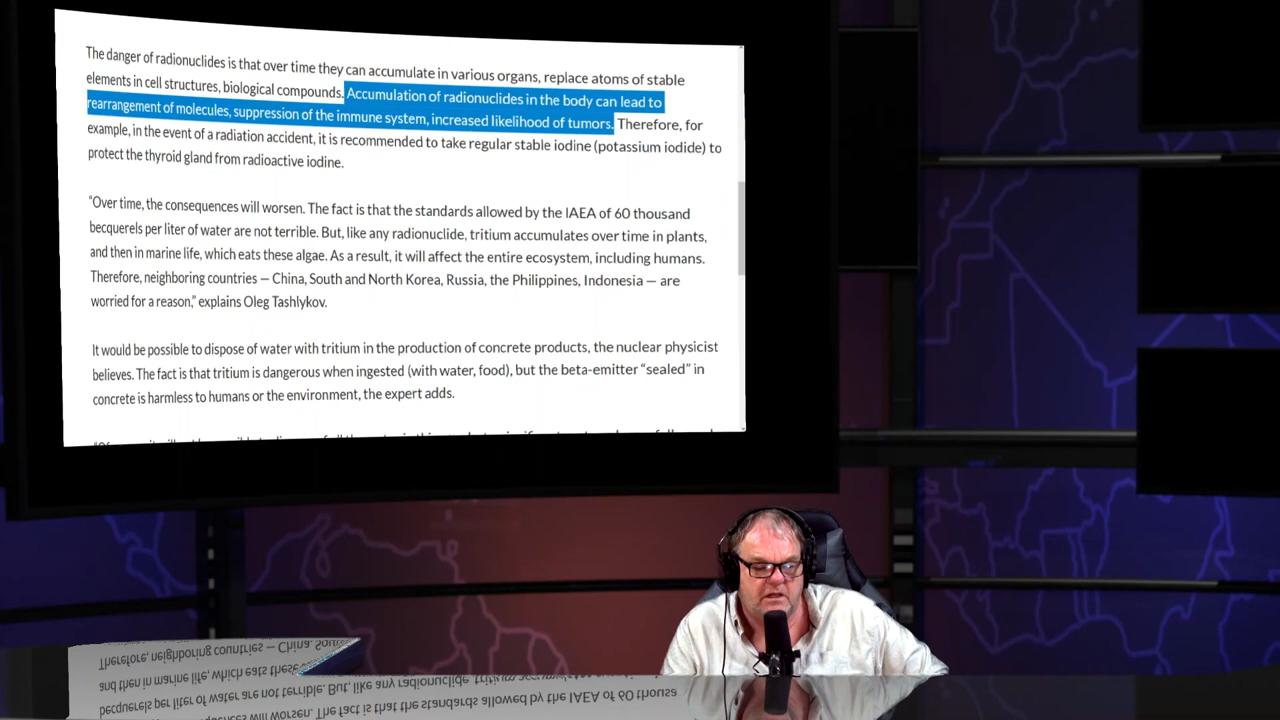 The danger of radionuclides is that over time they can accumulate in various organs, replace atoms of stable
elements in cell structures, biological compounds. Accumulation of radionuclides in the body can lead to
rearrangement of molecules, suppression of the immune system, increased likelihood of tumors. Therefore, for
example, in the event of a radiation accident, it is recommended to take regular stable iodine (potassium iodide) to
protect the thyroid gland from radioactive iodine.
“Over time, the consequences will worsen. The fact is that the standards allowed by the IAEA of 60 thousand
becquerels per liter of water are not terrible. But, like any radionuclide, tritium accumulates over time in plants,
and then in marine life, which eats these algae. As a result, it will affect the entire ecosystem, including humans.
Therefore, neighboring countries — China, South and North Korea, Russia, the Philippines, Indonesia — are
worried for a reason,” explains Oleg Tashlykov.
It would be possible to dispose of water with tritium in the production of concrete products, the nuclear physicist
believes. The fact is that tritium is dangerous when ingested (with water, food), but the beta-emitter “sealed” in
concrete is harmless to humans or the environment, the expert adds.